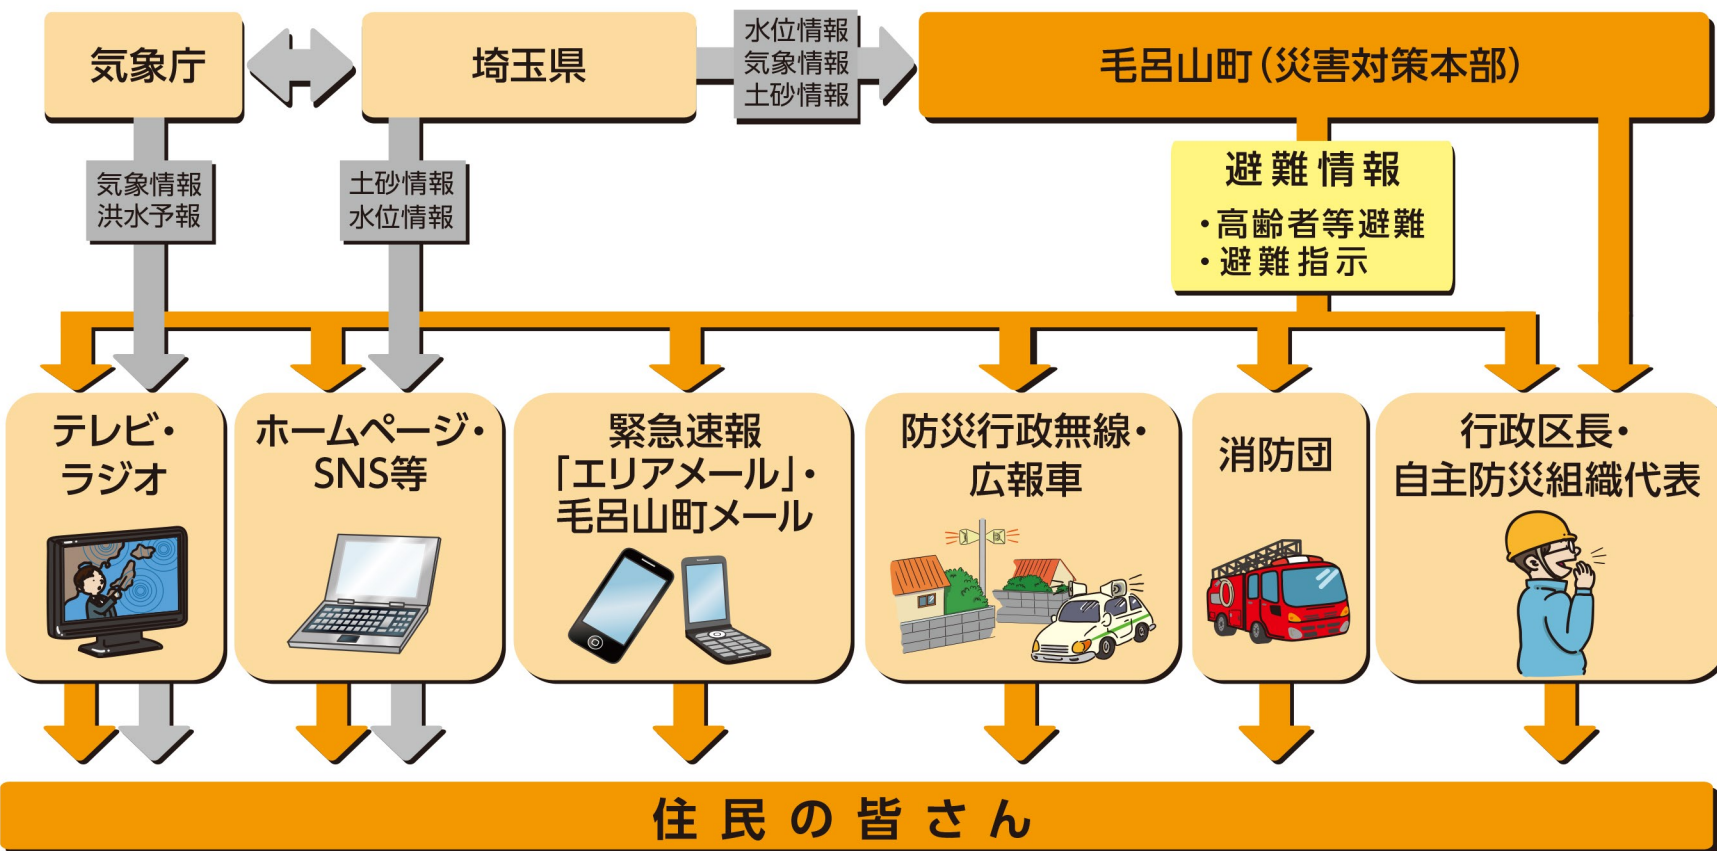 気象庁
埼玉県
水位情報
気象情報
土砂情報
毛呂山町（災害対策本部）
気象情報
洪水予報
土砂情報
水位情報
避難情報
・高齢者等避難
・避難指示
テレビ・
ラジオ
ホームページ・
SNS等
緊急速報
「エリアメール」・
毛呂山町メール
防災行政無線・
広報車
消防団
行政区長・
自主防災組織代表
住民の皆さん